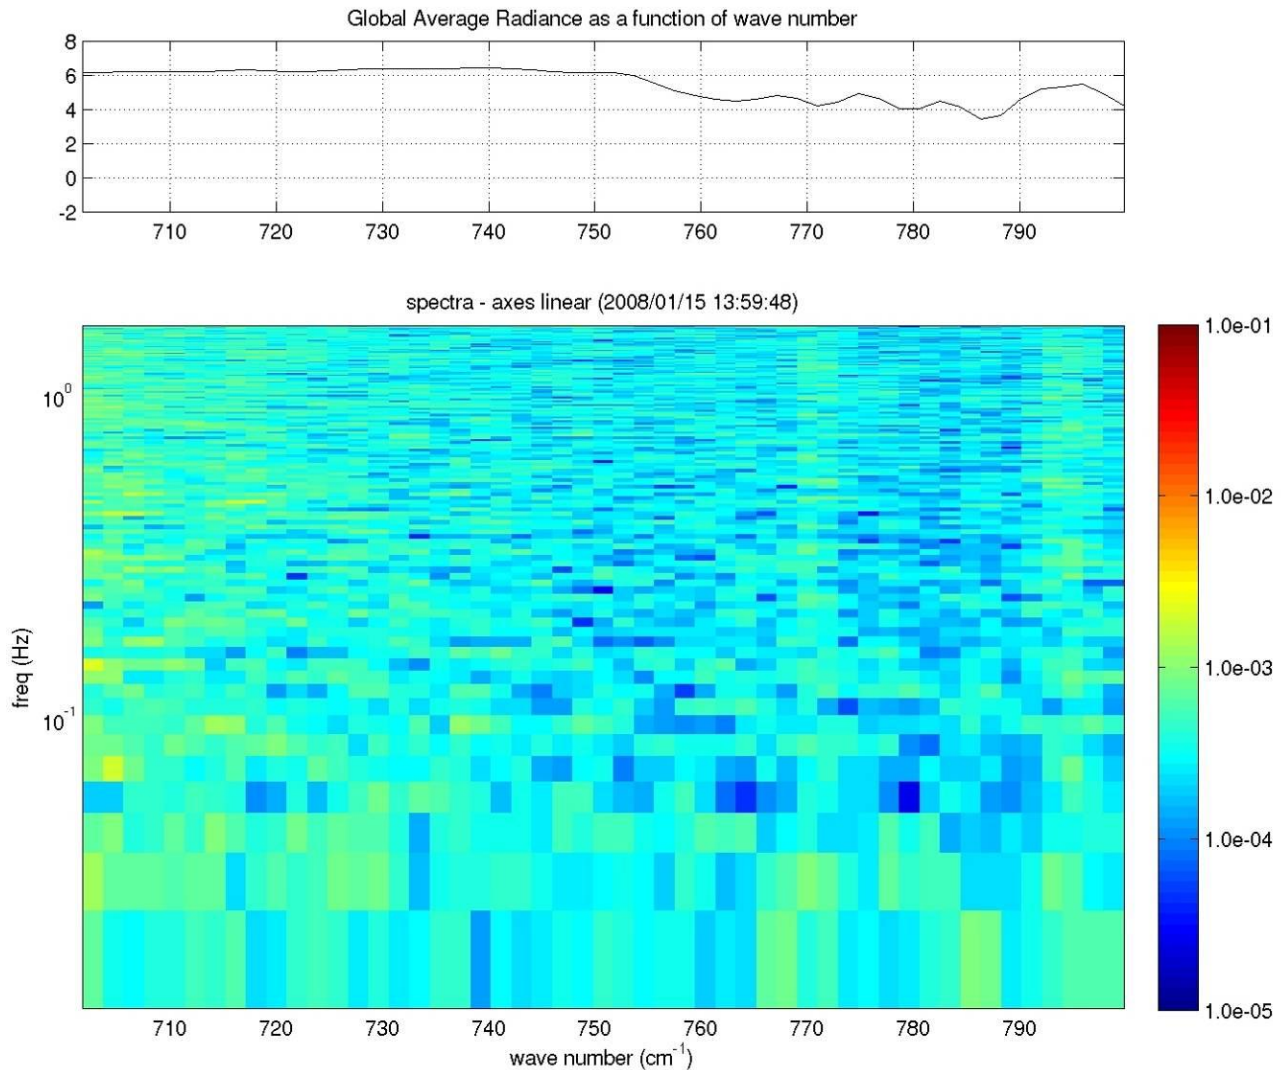 Global Average Radiance as a function of wave number
8
6
4
2
0
-2
710 720 730 740 750 760 770 780 790
spectra - axes linear (2008/01/15 13:59:48)
freq (Hz)
10⁰
10⁻¹
1.0e-01
1.0e-02
1.0e-03
1.0e-04
1.0e-05
710 720 730 740 750 760 770 780 790
wave number (cm⁻¹)